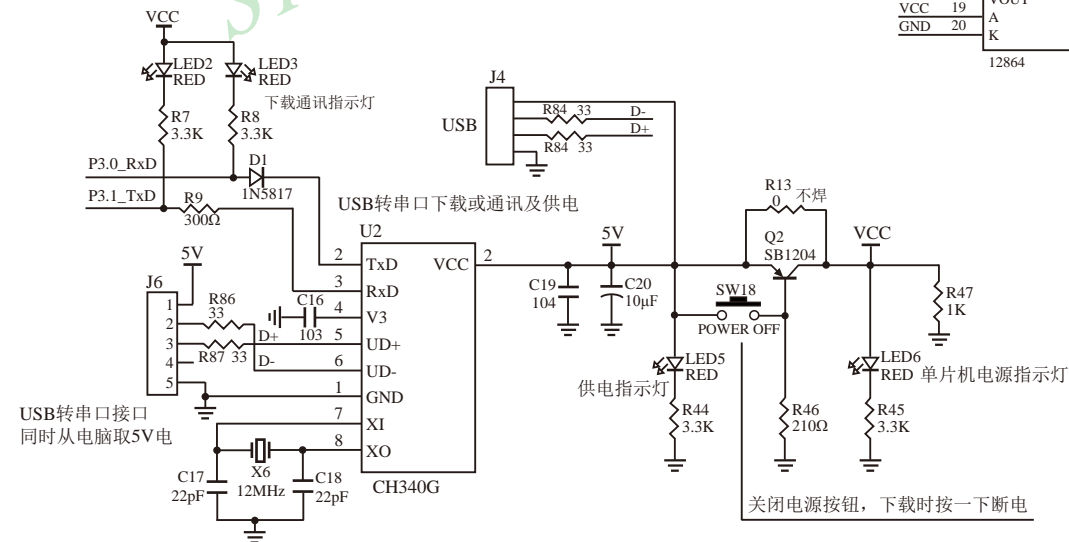 VCC
LED2
RED
LED3
RED
下载通讯指示灯
R7
3.3K
R8
3.3K
P3.0_RxD
D1
1N5817
P3.1_TxD
R9
300Ω
VCC 19
A
GND 20
K
12864
J4
USB
R84 33
D-
D+
R84 33
USB转串口下载或通讯及供电
U2
CH340G
2
TxD
3
RxD
4
V3
5
UD+
6
UD-
1
GND
7
XI
8
XO
VCC
2
5V
J6
1
2
3
4
5
R86
33
R87 33
D+
D-
C16
103
USB转串口接口
同时从电脑取5V电
C17
22pF
X6
12MHz
C18
22pF
5V
C19
104
C20
10μF
R13
0
不焊
Q2
SB1204
VCC
SW18
POWER OFF
R47
1K
LED5
RED
供电指示灯
R44
3.3K
R46
210Ω
LED6
RED
单片机电源指示灯
R45
3.3K
关闭电源按钮，下载时按一下断电